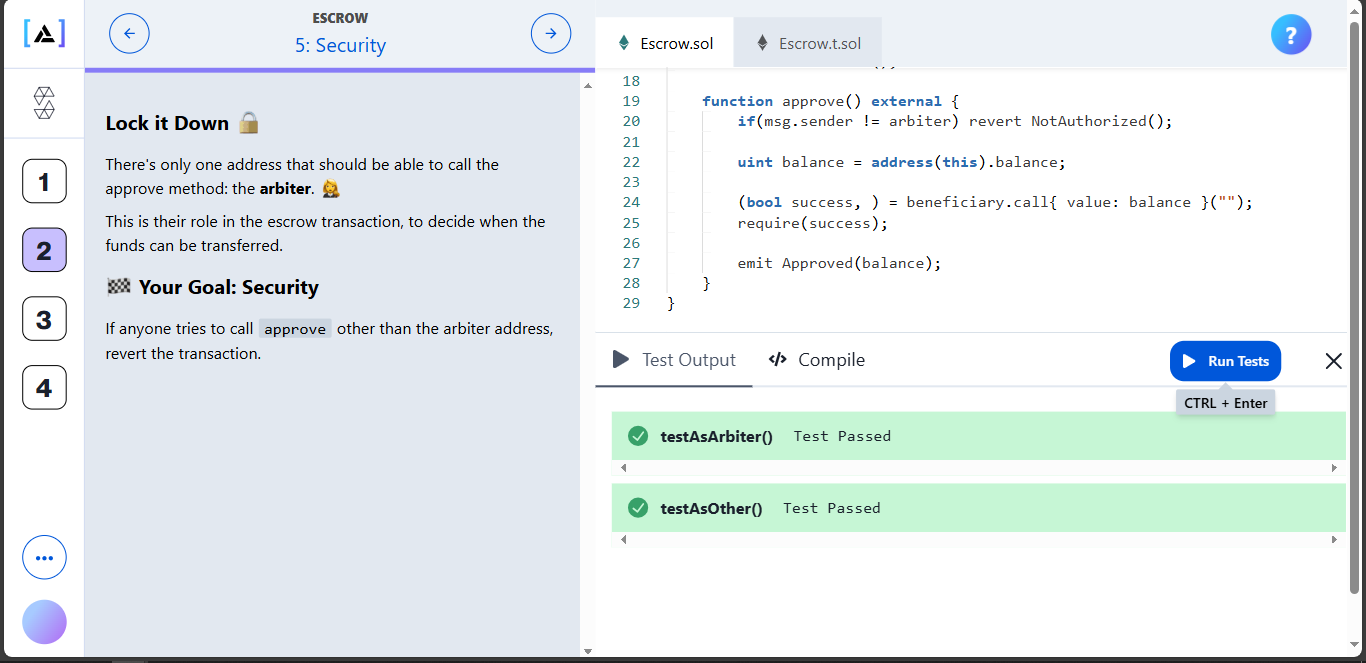 ESCROW
5: Security
Lock it Down
There's only one address that should be able to call the
approve method: the arbiter.
This is their role in the escrow transaction, to decide when the
funds can be transferred.
Your Goal: Security
If anyone tries to call approve other than the arbiter address,
revert the transaction.
1
2
3
4
Escrow.sol
Escrow.t.sol
?
18
19 function approve() external {
20 if(msg.sender != arbiter) revert NotAuthorized();
21
22 uint balance = address(this).balance;
23
24 (bool success, ) = beneficiary.call{ value: balance }("");
25 require(success);
26
27 emit Approved(balance);
28 }
29 }
Test Output
Compile
Run Tests
CTRL + Enter
testAsArbiter() Test Passed
testAsOther() Test Passed